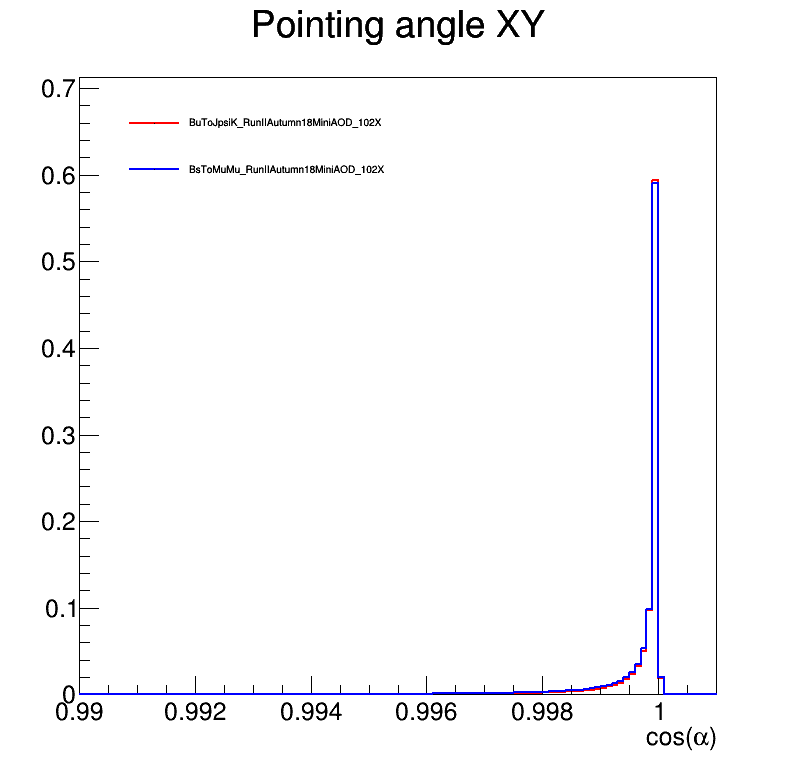 Pointing angle XY
0.7
BuToJpsiK_RunIIAutumn18MiniAOD_102X
BsToMuMu_RunIIAutumn18MiniAOD_102X
0.6
0.5
0.4
0.3
0.2
0.1
0
0.99 0.992 0.994 0.996 0.998 1
cos(α)